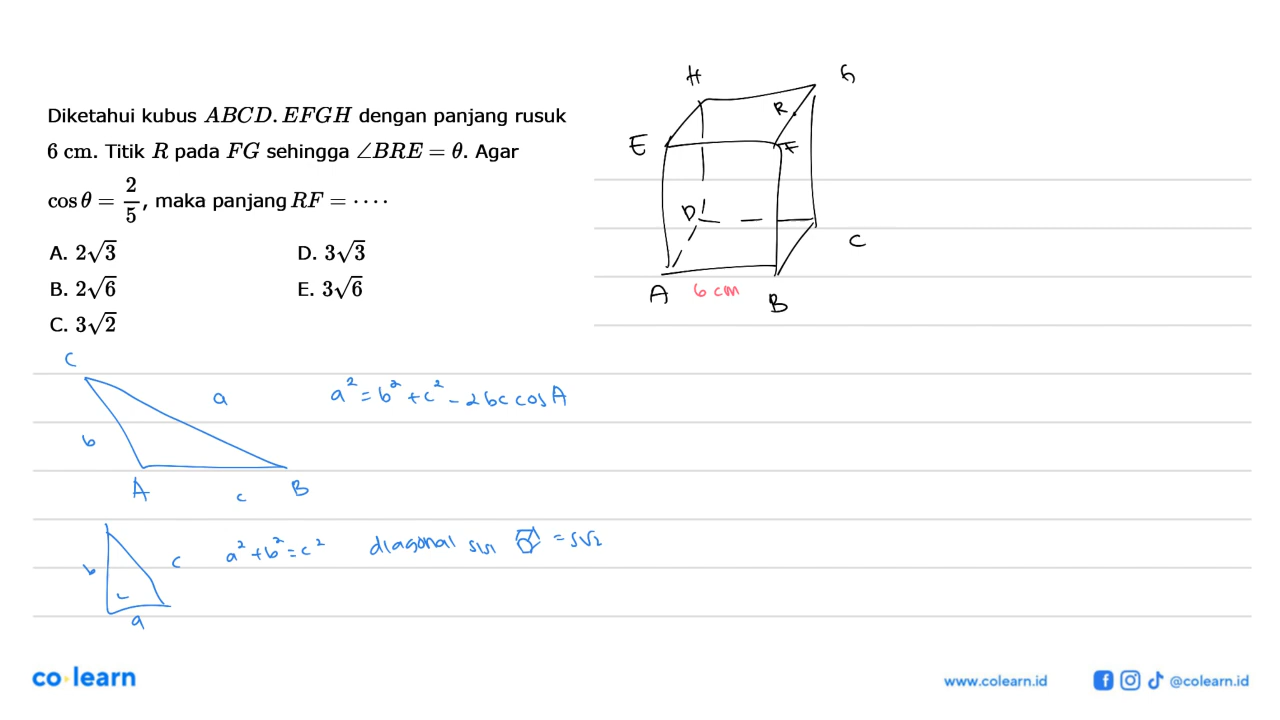 Diketahui kubus ABCD.EFGH dengan panjang rusuk
6 cm. Titik R pada FG sehingga ∠BRE = θ. Agar
cos θ = 2/5, maka panjang RF = ····
A. 2√3
D. 3√3
B. 2√6
E. 3√6
C. 3√2
H
G
R
E
F
D
C
A
6 cm
B
C
a
a² = b² + c² - 2bc cos A
b
A
c
B
b
c
a² + b² = c²
diagonal sisi = s√2
a
co·learn
www.colearn.id
@colearn.id